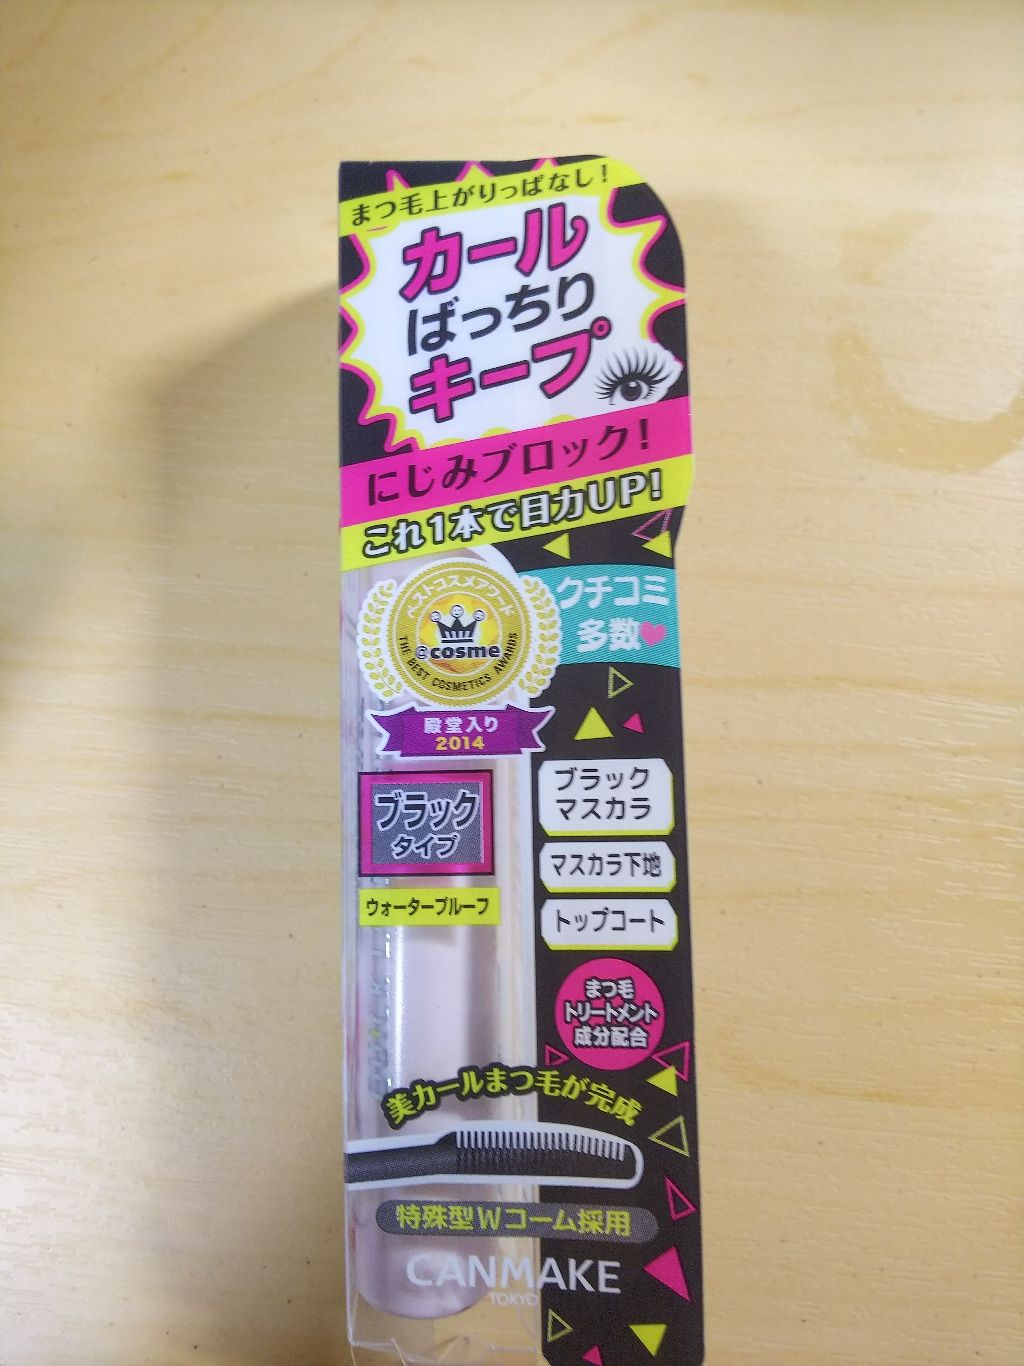 まつ毛上がりっぱなし!
カール
ばっちり
キープ
にじみブロック!
これ1本で目力UP!
ベストコスメアワード
@cosme
THE BEST COSMETICS AWARDS
殿堂入り
2014
クチコミ
多数
ブラック
タイプ
ウォータープルーフ
ブラック
マスカラ
マスカラ下地
トップコート
まつ毛
トリートメント
成分配合
美カールまつ毛が完成
特殊型Wコーム採用
CANMAKE
TOKYO